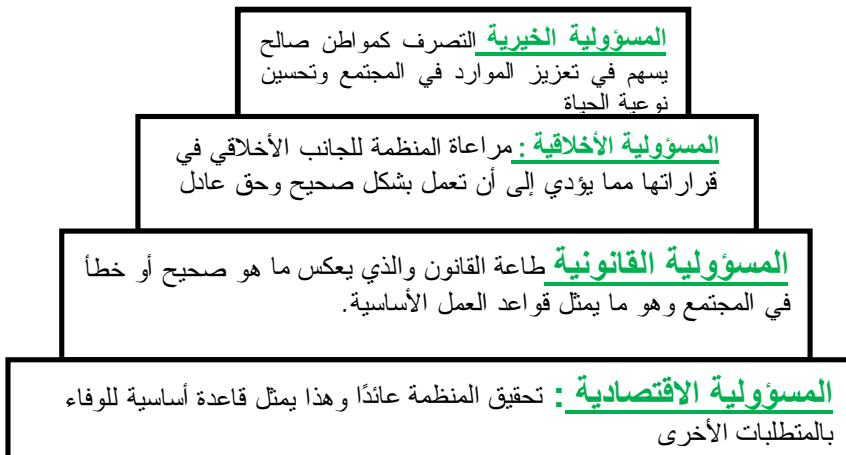 المسؤولية الخيرية التصرف كمواطن صالح
يسهم في تعزيز الموارد في المجتمع وتحسين
نوعية الحياة
المسؤولية الأخلاقية : مراعاة المنظمة للجانب الأخلاقي في
قراراتها مما يؤدي إلى أن تعمل بشكل صحيح وحق عادل
المسؤولية القانونية طاعة القانون والذي يعكس ما هو صحيح أو خطأ
في المجتمع وهو ما يمثل قواعد العمل الأساسية.
المسؤولية الاقتصادية : تحقيق المنظمة عائدًا وهذا يمثل قاعدة أساسية للوفاء
بالمتطلبات الأخرى